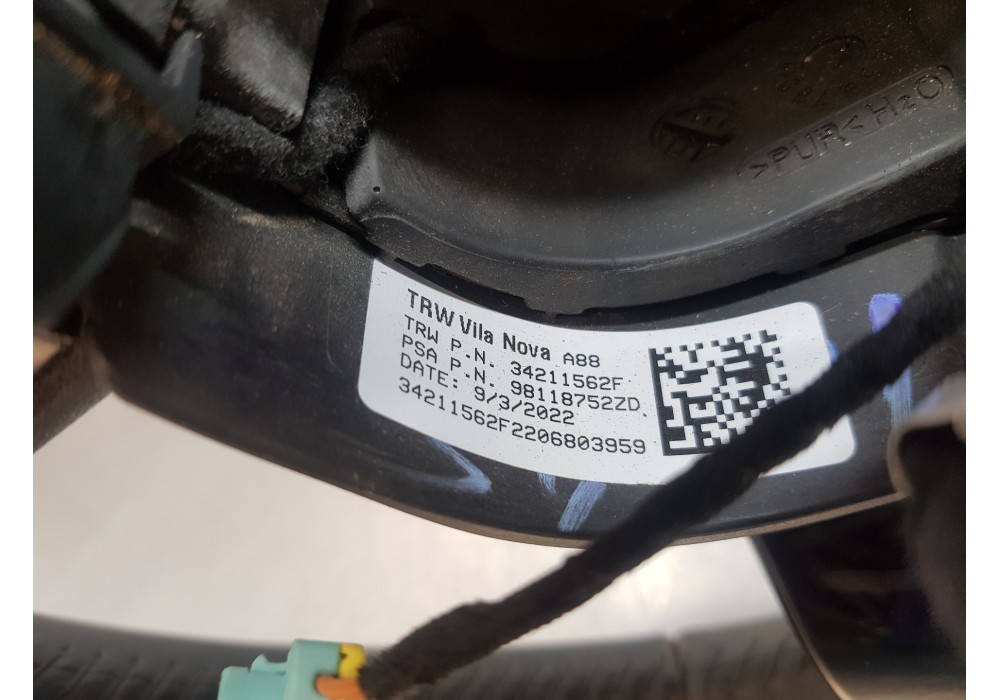 >PUR<H2O
TRW Vila Nova A88
TRW P.N. 34211562F
PSA P.N. 98118752ZD
DATE: 9/3/2022
34211562F2206803959